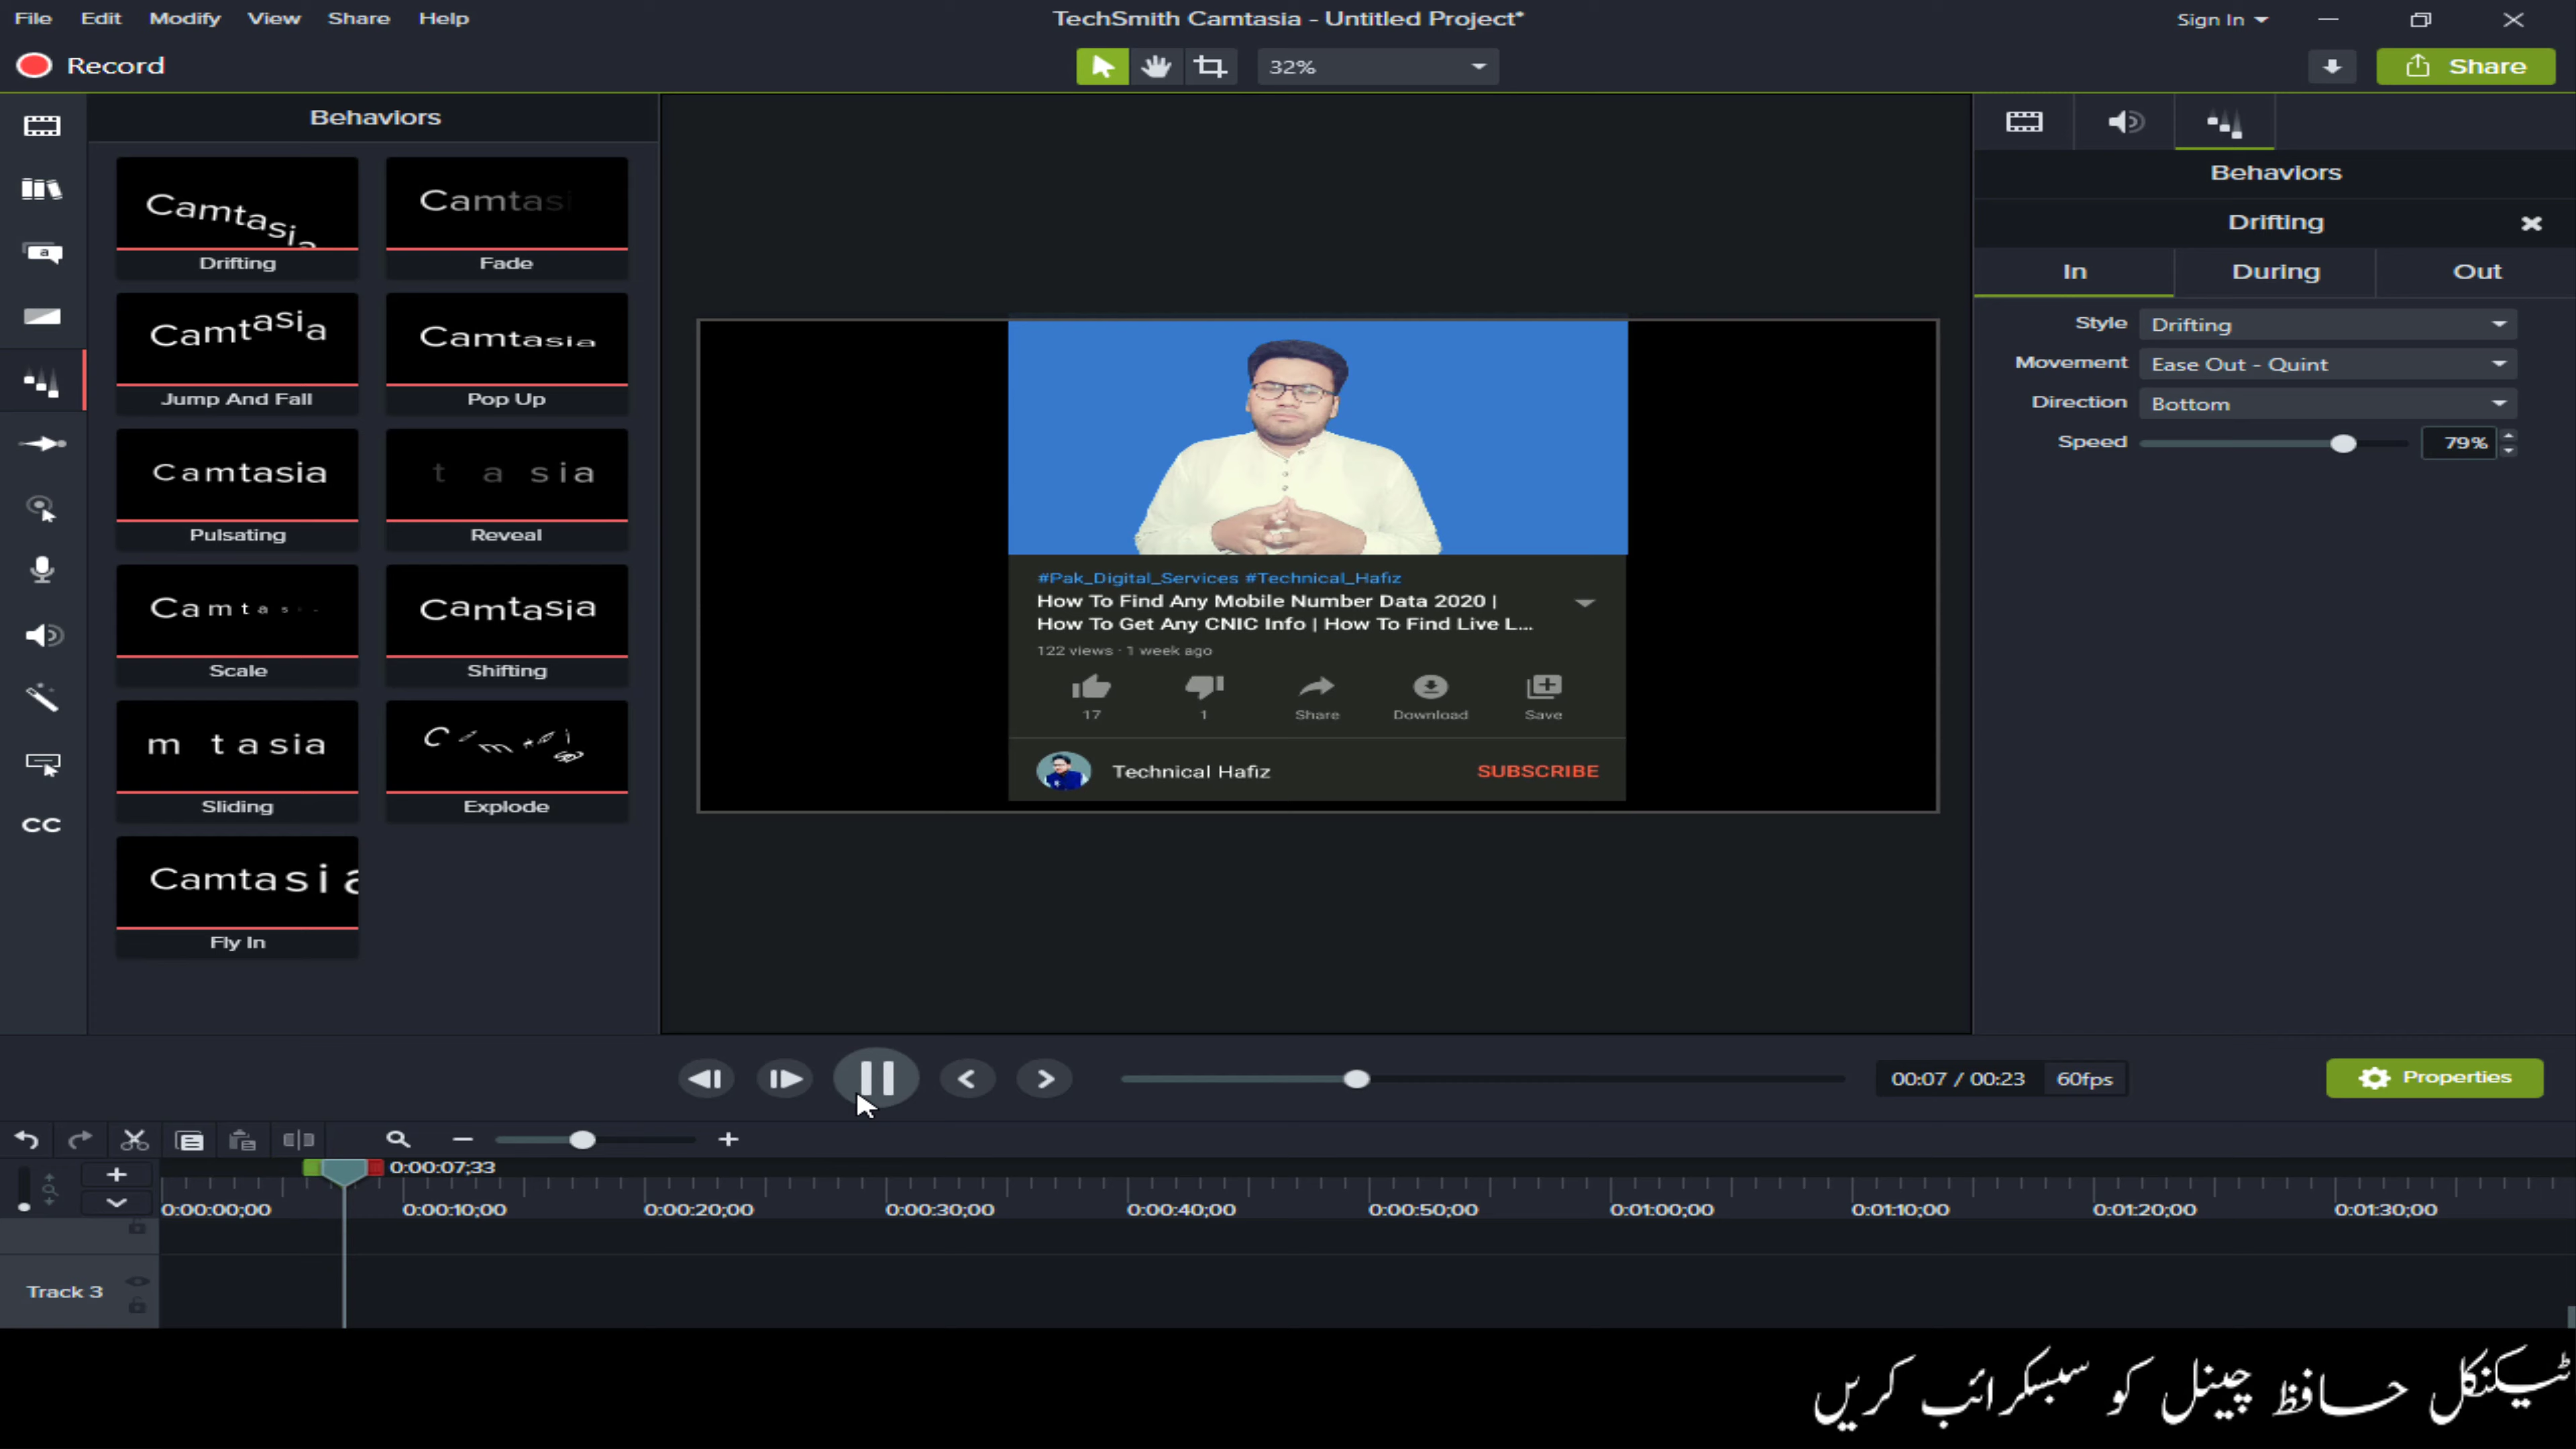 File Edit Modify View Share Help
TechSmith Camtasia - Untitled Project*
Sign In
Record
32%
Share
Behaviors
Camtasia Camtasi
Drifting Fade
Camtasia Camtasia
Jump And Fall Pop Up
Camtasia t a sia
Pulsating Reveal
Camtas Camtasia
Scale Shifting
m tasia
Sliding Explode
Camtasia
Fly In
CC
#Pak_Digital_Services #Technical_Hafiz
How To Find Any Mobile Number Data 2020 |
How To Get Any CNIC Info | How To Find Live L...
122 views · 1 week ago
17 1 Share Download Save
Technical Hafiz SUBSCRIBE
Behaviors
Drifting
In During Out
Style Drifting
Movement Ease Out - Quint
Direction Bottom
Speed 79%
00:07 / 00:23 60fps
Properties
0:00:07;33
0:00:00;00 0:00:10;00 0:00:20;00 0:00:30;00 0:00:40;00 0:00:50;00 0:01:00;00 0:01:10;00 0:01:20;00 0:01:30;00
Track 3
ٹیکنکل حافظ چینل کو سبسکرائب کریں